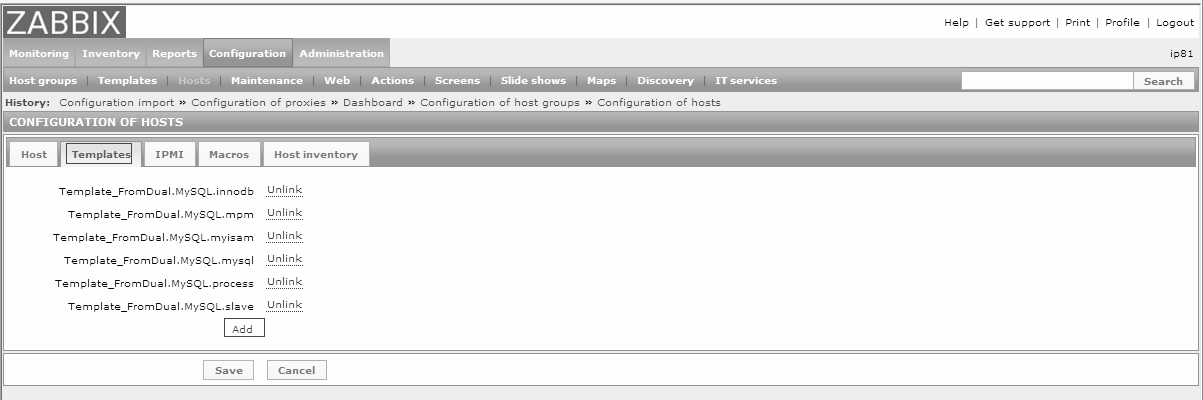 ZABBIX
Help | Get support | Print | Profile | Logout
Monitoring Inventory Reports Configuration Administration ip81
Host groups | Templates | Hosts | Maintenance | Web | Actions | Screens | Slide shows | Maps | Discovery | IT services Search
History: Configuration import » Configuration of proxies » Dashboard » Configuration of host groups » Configuration of hosts
CONFIGURATION OF HOSTS
Host Templates IPMI Macros Host inventory
Template_FromDual.MySQL.innodb Unlink
Template_FromDual.MySQL.mpm Unlink
Template_FromDual.MySQL.myisam Unlink
Template_FromDual.MySQL.mysql Unlink
Template_FromDual.MySQL.process Unlink
Template_FromDual.MySQL.slave Unlink
Add
Save Cancel